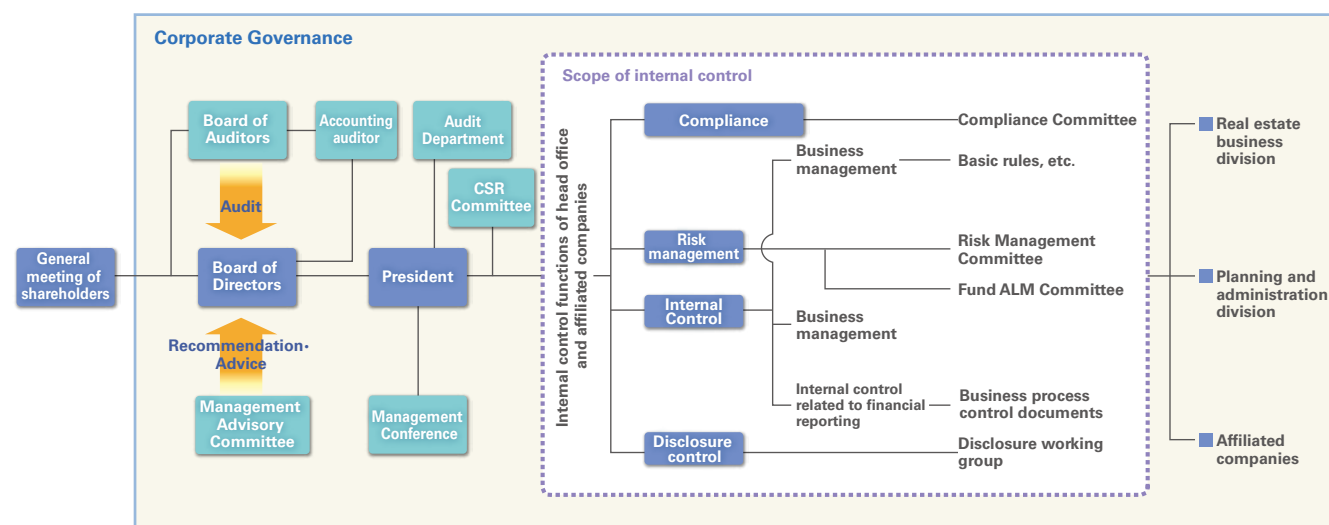 Corporate Governance
General
meeting of
shareholders
Board of
Auditors
Accounting
auditor
Audit
Board of
Directors
Recommendation·
Advice
Management
Advisory
Committee
Audit
Department
CSR
Committee
President
Management
Conference
Scope of internal control
Internal control functions of head office
and affiliated companies
Compliance
Compliance Committee
Business
management
Basic rules, etc.
Risk
management
Risk Management
Committee
Fund ALM Committee
Internal
Control
Business
management
Internal control
related to financial
reporting
Business process
control documents
Disclosure
control
Disclosure working
group
Real estate
business
division
Planning and
administration
division
Affiliated
companies